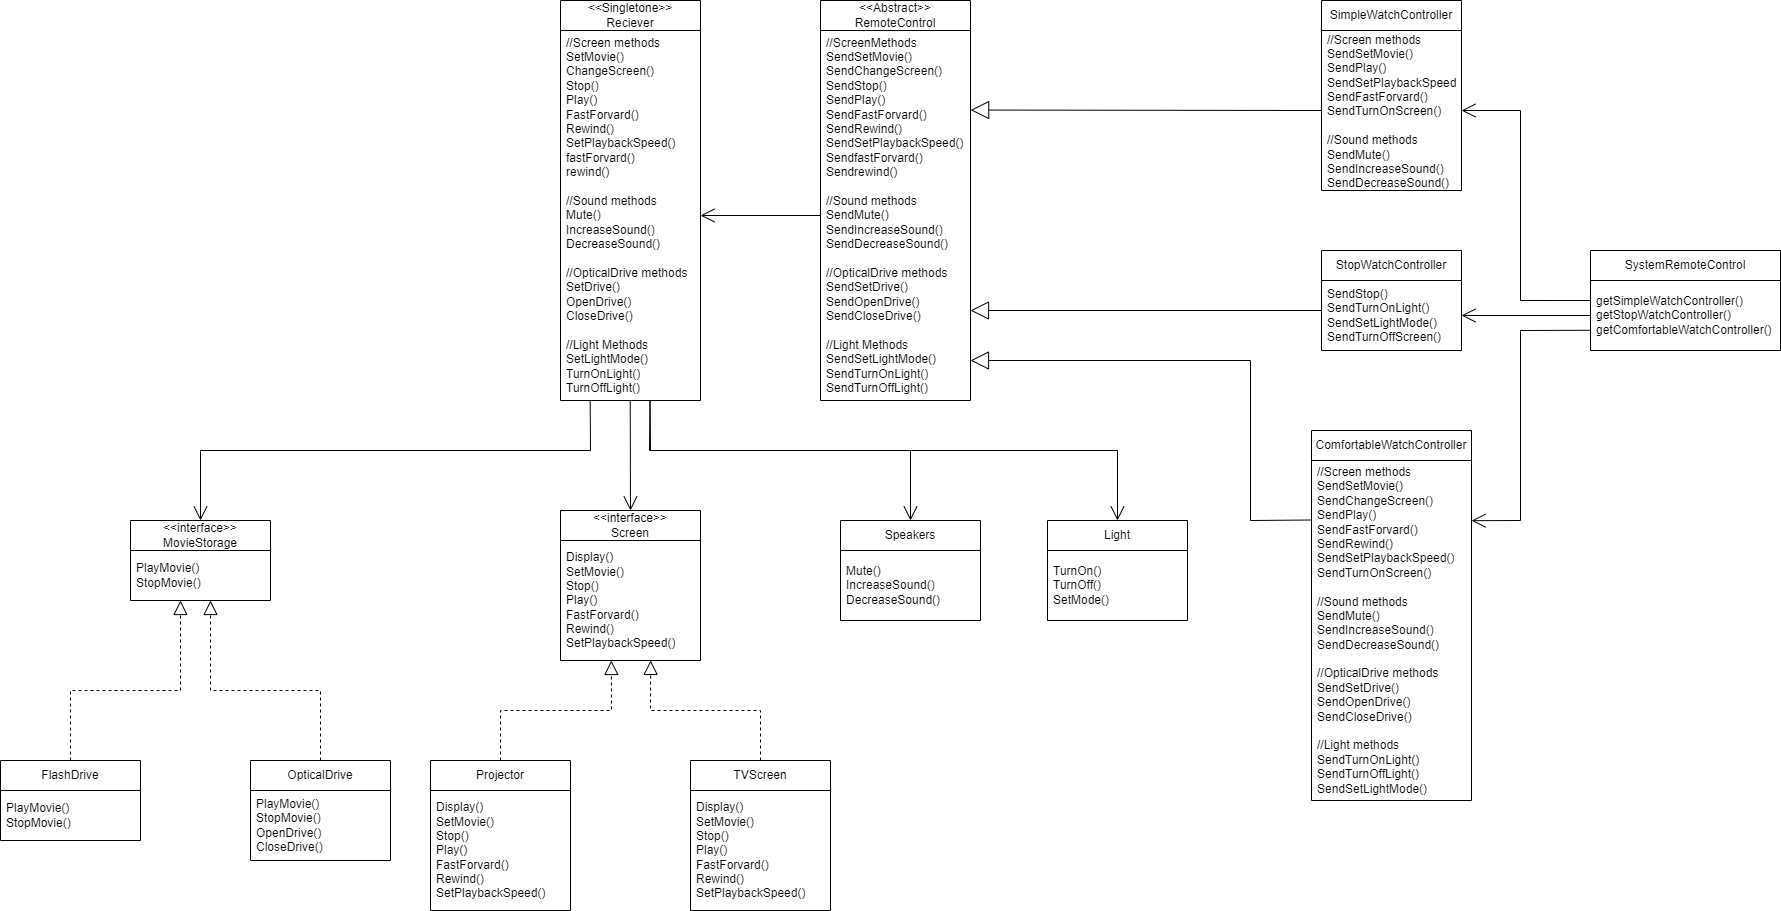 <<Singletone>>
Reciever
//Screen methods
SetMovie()
ChangeScreen()
Stop()
Play()
FastForvard()
Rewind()
SetPlaybackSpeed()
fastForvard()
rewind()
//Sound methods
Mute()
IncreaseSound()
DecreaseSound()
//OpticalDrive methods
SetDrive()
OpenDrive()
CloseDrive()
//Light Methods
SetLightMode()
TurnOnLight()
TurnOffLight()
<<Abstract>>
RemoteControl
//ScreenMethods
SendSetMovie()
SendChangeScreen()
SendStop()
SendPlay()
SendFastForvard()
SendRewind()
SendSetPlaybackSpeed()
SendfastForvard()
Sendrewind()
//Sound methods
SendMute()
SendIncreaseSound()
SendDecreaseSound()
//OpticalDrive methods
SendSetDrive()
SendOpenDrive()
SendCloseDrive()
//Light Methods
SendSetLightMode()
SendTurnOnLight()
SendTurnOffLight()
SimpleWatchController
//Screen methods
SendSetMovie()
SendPlay()
SendSetPlaybackSpeed
SendFastForvard()
SendTurnOnScreen()
//Sound methods
SendMute()
SendIncreaseSound()
SendDecreaseSound()
StopWatchController
SendStop()
SendTurnOnLight()
SendSetLightMode()
SendTurnOffScreen()
SystemRemoteControl
getSimpleWatchController()
getStopWatchController()
getComfortableWatchController()
ComfortableWatchController
//Screen methods
SendSetMovie()
SendChangeScreen()
SendPlay()
SendFastForvard()
SendRewind()
SendSetPlaybackSpeed()
SendTurnOnScreen()
//Sound methods
SendMute()
SendIncreaseSound()
SendDecreaseSound()
//OpticalDrive methods
SendSetDrive()
SendOpenDrive()
SendCloseDrive()
//Light methods
SendTurnOnLight()
SendTurnOffLight()
SendSetLightMode()
<<interface>>
MovieStorage
PlayMovie()
StopMovie()
<<interface>>
Screen
Display()
SetMovie()
Stop()
Play()
FastForvard()
Rewind()
SetPlaybackSpeed()
Speakers
Mute()
IncreaseSound()
DecreaseSound()
Light
TurnOn()
TurnOff()
SetMode()
FlashDrive
PlayMovie()
StopMovie()
OpticalDrive
PlayMovie()
StopMovie()
OpenDrive()
CloseDrive()
Projector
Display()
SetMovie()
Stop()
Play()
FastForvard()
Rewind()
SetPlaybackSpeed()
TVScreen
Display()
SetMovie()
Stop()
Play()
FastForvard()
Rewind()
SetPlaybackSpeed()